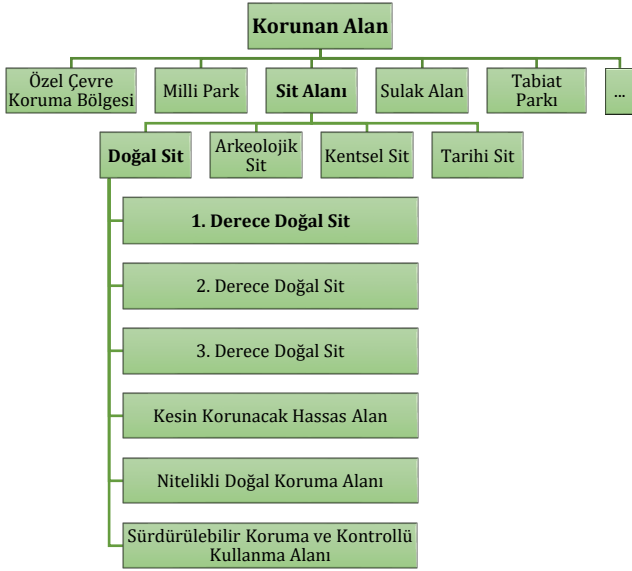 Korunan Alan
Özel Çevre
Koruma Bölgesi
Milli Park
Sit Alanı
Sulak Alan
Tabiat
Parkı
...
Doğal Sit
Arkeolojik
Sit
Kentsel Sit
Tarihi Sit
1. Derece Doğal Sit
2. Derece Doğal Sit
3. Derece Doğal Sit
Kesin Korunacak Hassas Alan
Nitelikli Doğal Koruma Alanı
Sürdürülebilir Koruma ve Kontrollü
Kullanma Alanı